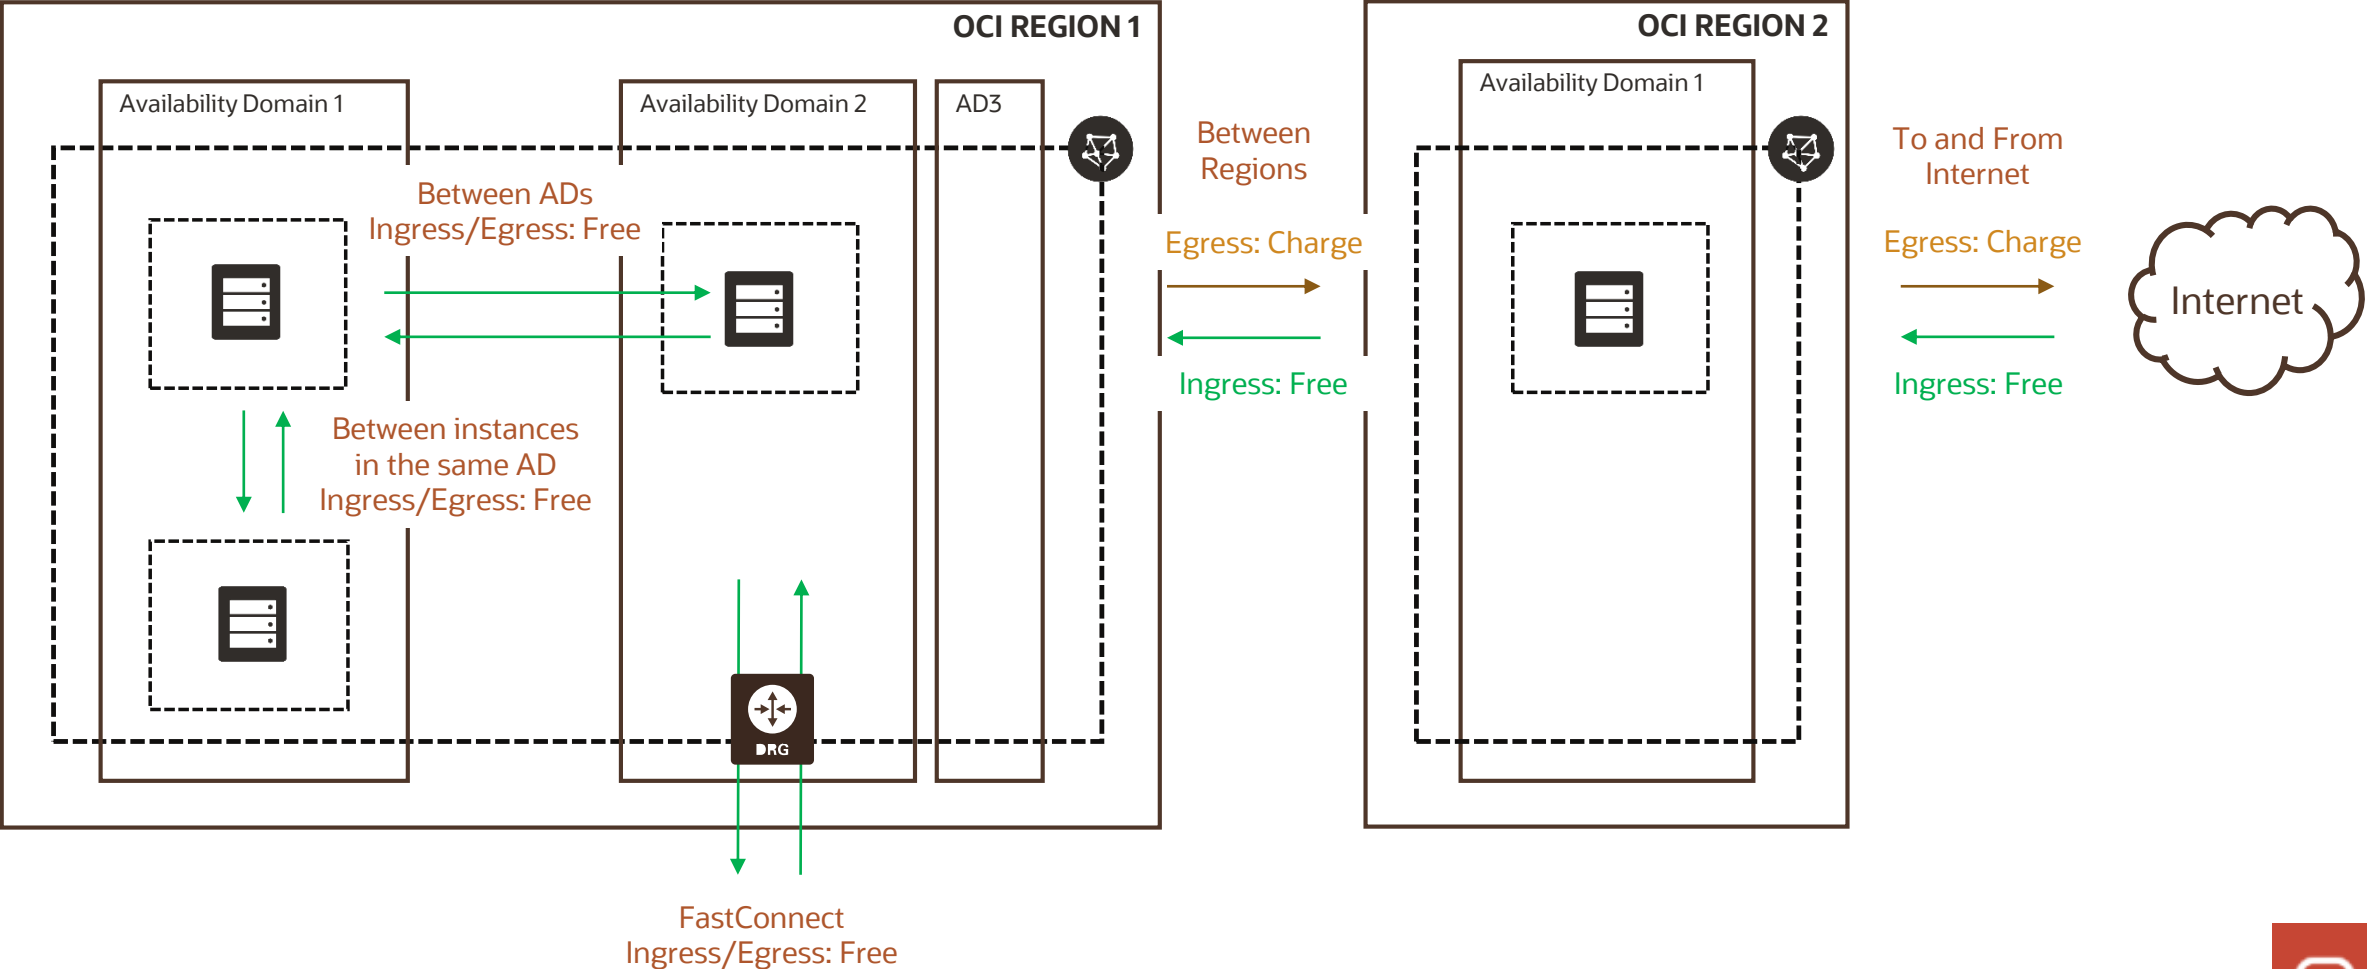 OCI REGION 1
OCI REGION 2
Availability Domain 1
Availability Domain 2
AD3
Availability Domain 1
Between
Regions
To and From
Internet
Between ADs
Ingress/Egress: Free
Egress: Charge
Egress: Charge
Internet
Ingress: Free
Ingress: Free
Between instances
in the same AD
Ingress/Egress: Free
DRG
FastConnect
Ingress/Egress: Free